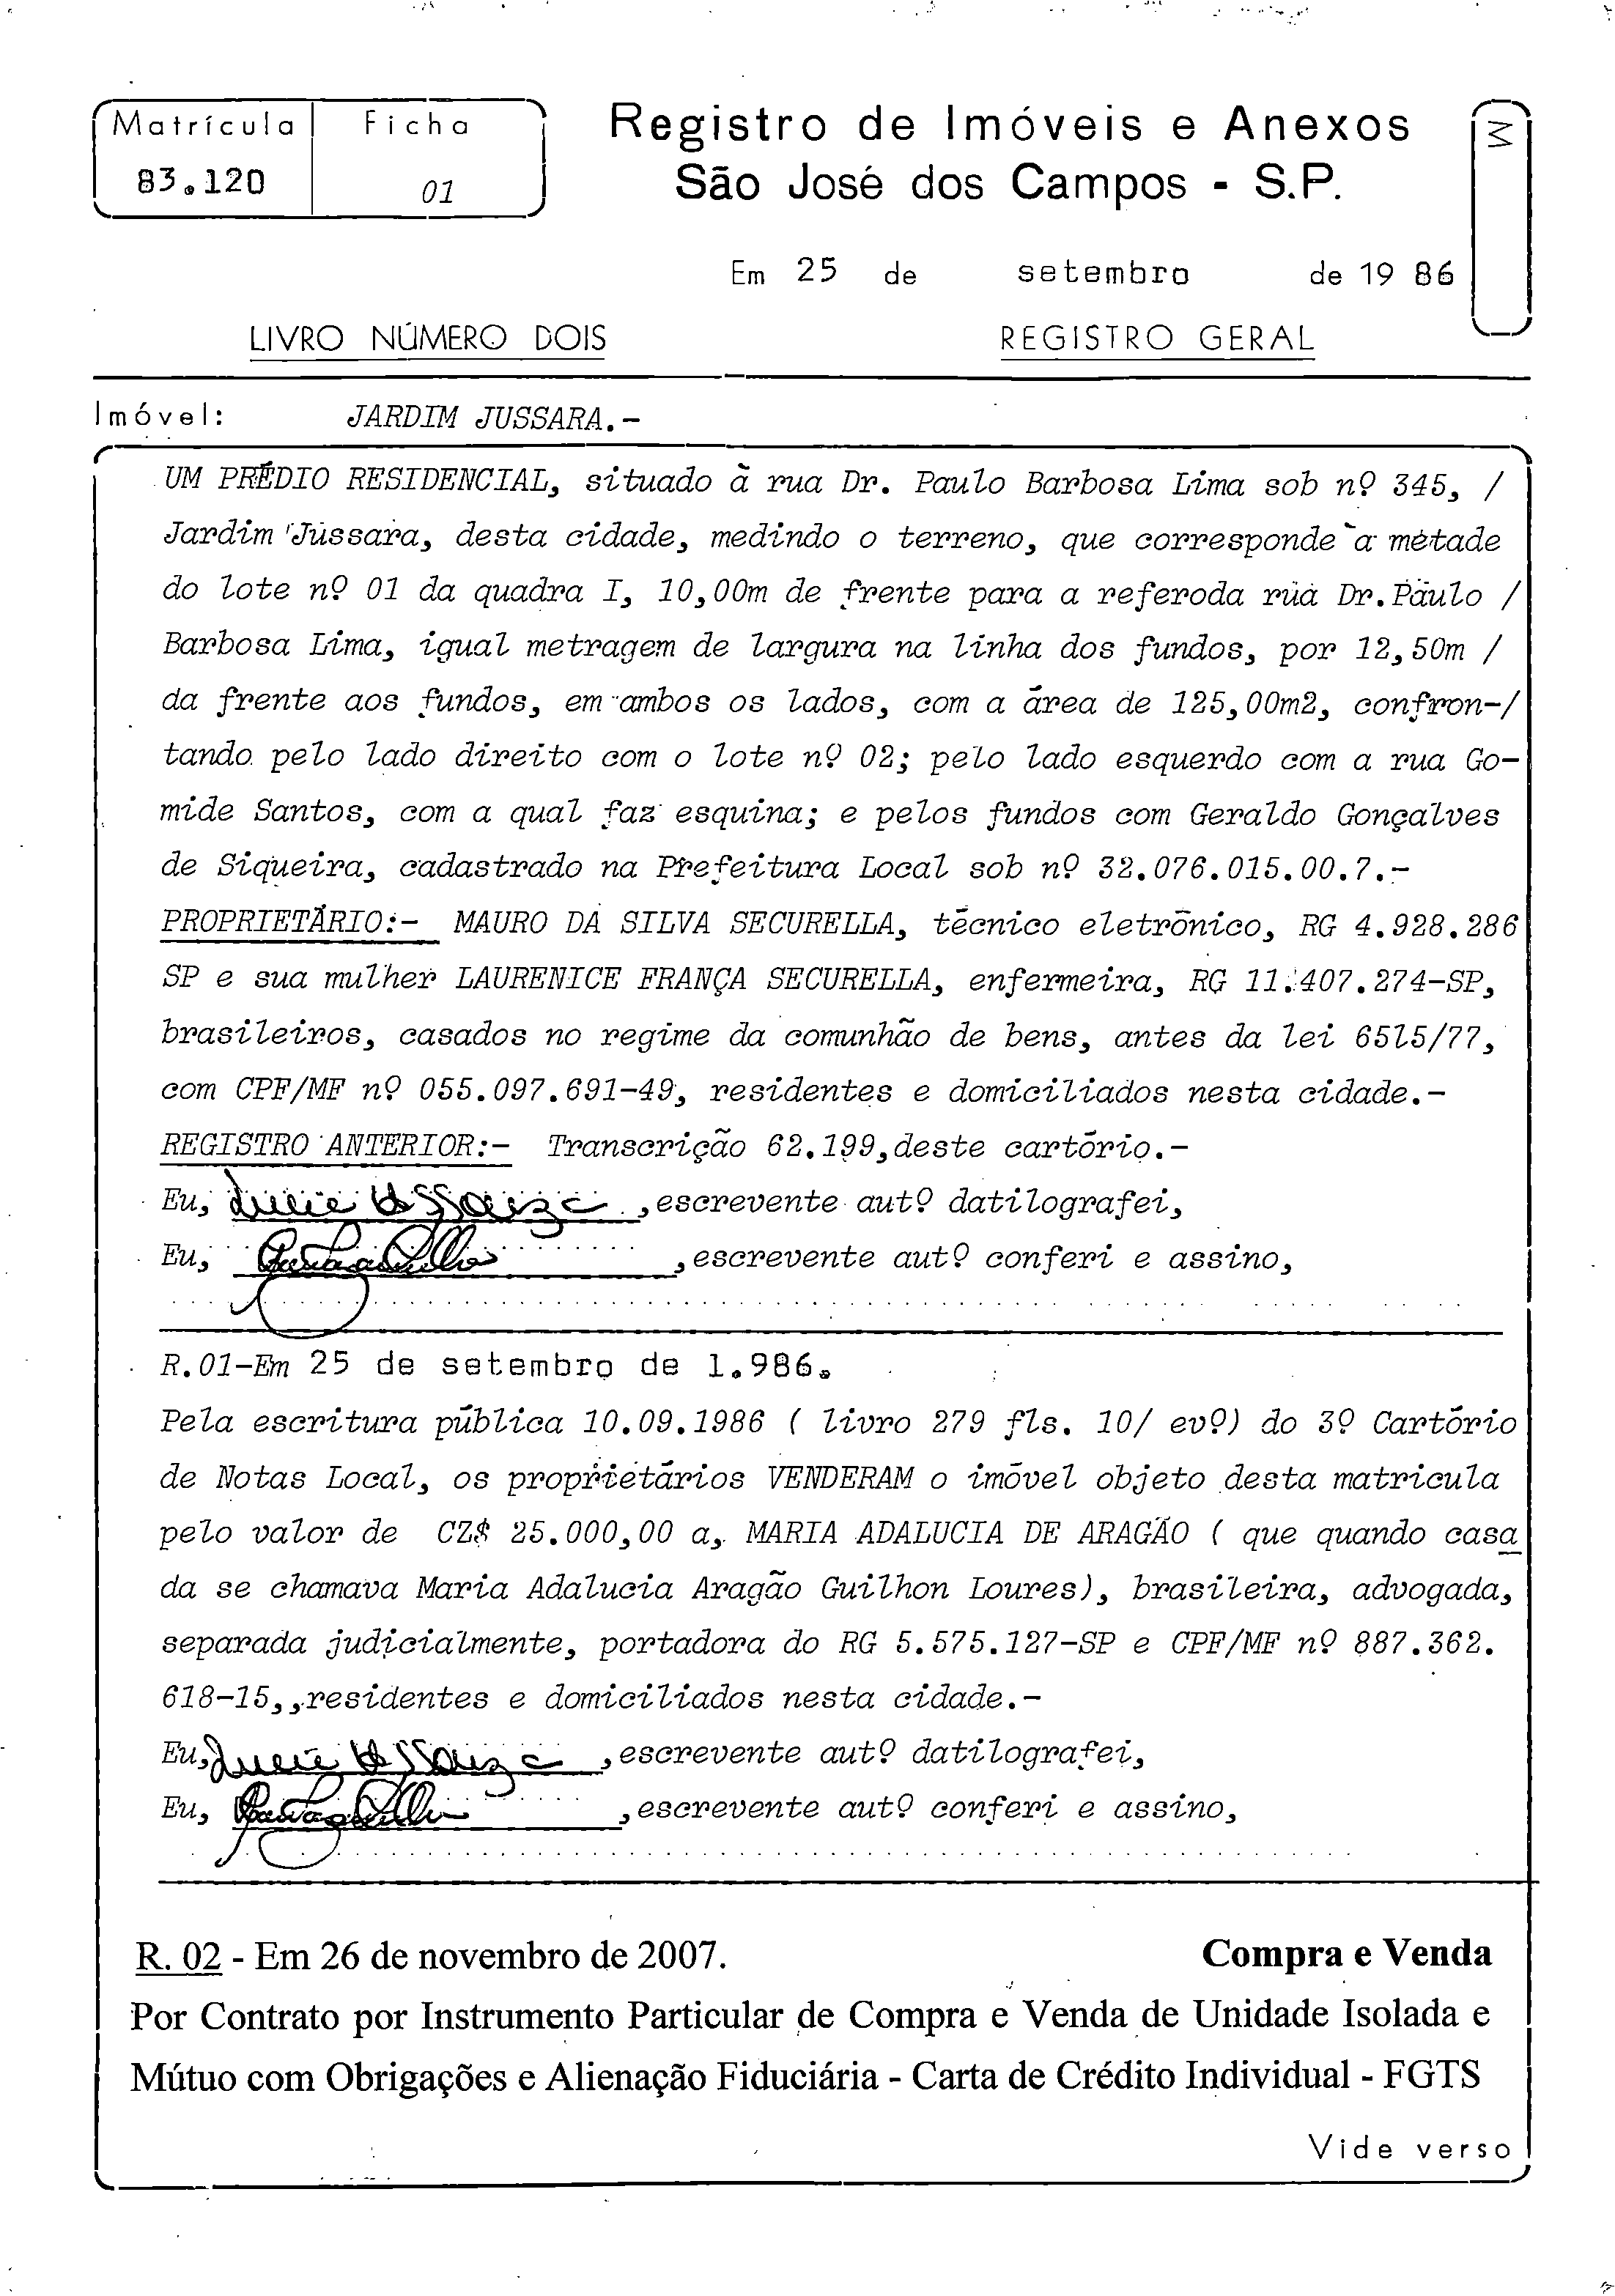 Matrícula Ficha
83.120 01
Registro de Imóveis e Anexos
São José dos Campos - S.P.
M
Em 25 de setembro de 19 86
LIVRO NÚMERO DOIS REGISTRO GERAL
Imóvel: JARDIM JUSSARA.-
UM PRÉDIO RESIDENCIAL, situado à rua Dr. Paulo Barbosa Lima sob nº 345, /
Jardim Jussara, desta cidade, medindo o terreno, que corresponde a metade
do lote nº 01 da quadra I, 10,00m de frente para a referoda rua Dr.Paulo /
Barbosa Lima, igual metragem de largura na linha dos fundos, por 12,50m /
da frente aos fundos, em ambos os lados, com a área de 125,00m2, confron-/
tando pelo lado direito com o lote nº 02; pelo lado esquerdo com a rua Go-
mide Santos, com a qual faz esquina; e pelos fundos com Geraldo Gonçalves
de Siqueira, cadastrado na Prefeitura Local sob nº 32.076.015.00.7.-
PROPRIETÁRIO:- MAURO DA SILVA SECURELLA, técnico eletrônico, RG 4.928.286
SP e sua mulher LAURENICE FRANÇA SECURELLA, enfermeira, RG 11.407.274-SP,
brasileiros, casados no regime da comunhão de bens, antes da lei 6515/77,
com CPF/MF nº 055.097.691-49, residentes e domiciliados nesta cidade.-
REGISTRO ANTERIOR:- Transcrição 62.199,deste cartório.-
Eu, ,escrevente autº datilografei,
Eu, ,escrevente autº conferi e assino,
R.01-Em 25 de setembro de 1.986.
Pela escritura pública 10.09.1986 ( livro 279 fls. 10/ evº) do 3º Cartório
de Notas Local, os proprietários VENDERAM o imóvel objeto desta matricula
pelo valor de CZ$ 25.000,00 a, MARIA ADALUCIA DE ARAGÃO ( que quando casa
da se chamava Maria Adalucia Aragão Guilhon Loures), brasileira, advogada,
separada judicialmente, portadora do RG 5.575.127-SP e CPF/MF nº 887.362.
618-15,,residentes e domiciliados nesta cidade.-
Eu, ,escrevente autº datilografei,
Eu, ,escrevente autº conferi e assino,
R. 02 - Em 26 de novembro de 2007. Compra e Venda
Por Contrato por Instrumento Particular de Compra e Venda de Unidade Isolada e
Mútuo com Obrigações e Alienação Fiduciária - Carta de Crédito Individual - FGTS
Vide verso